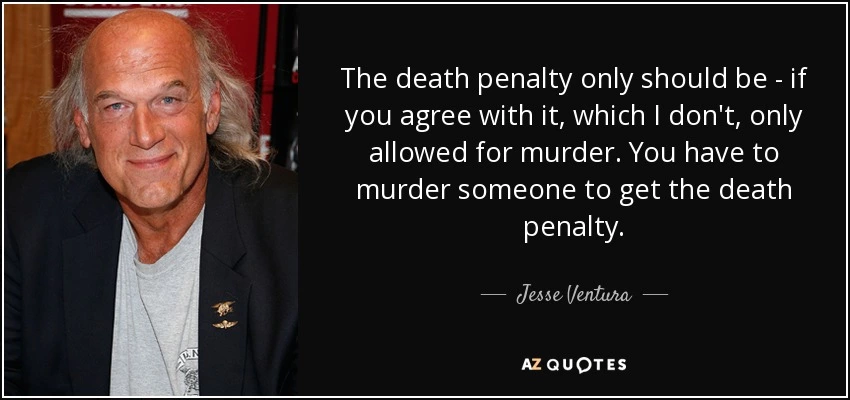 The death penalty only should be - if
you agree with it, which I don't, only
allowed for murder. You have to
murder someone to get the death
penalty.
Jesse Ventura
AZ QUOTES